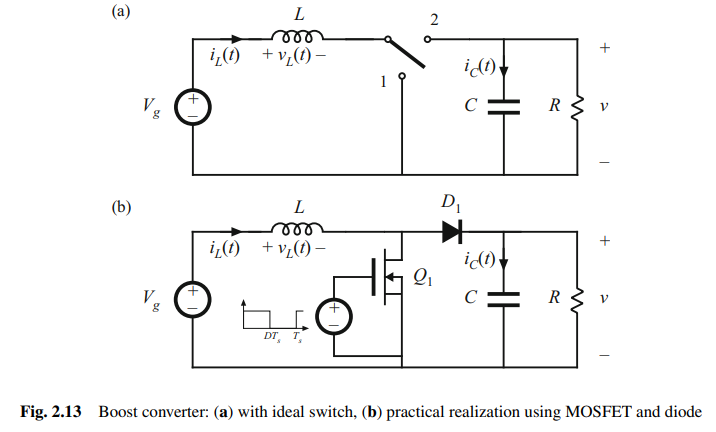 (a)
L
2
i_L(t)
+ v_L(t) –
1
i_C(t)
+
V_g
+
–
C
R
v
–
(b)
L
D_1
i_L(t)
+ v_L(t) –
i_C(t)
+
Q_1
V_g
+
–
+
–
C
R
v
DT_s
T_s
–
Fig. 2.13 Boost converter: (a) with ideal switch, (b) practical realization using MOSFET and diode